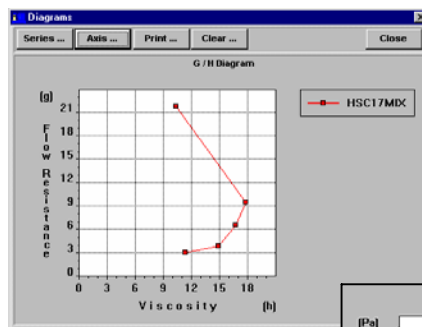 Diagrams
Series ... Axis ... Print ... Clear ... Close
G / H Diagram
(g)
Flow Resistance
21
18
15
12
9
6
3
0
0 3 6 9 12 15 18
Viscosity (h)
HSC17MIX
(Pa)